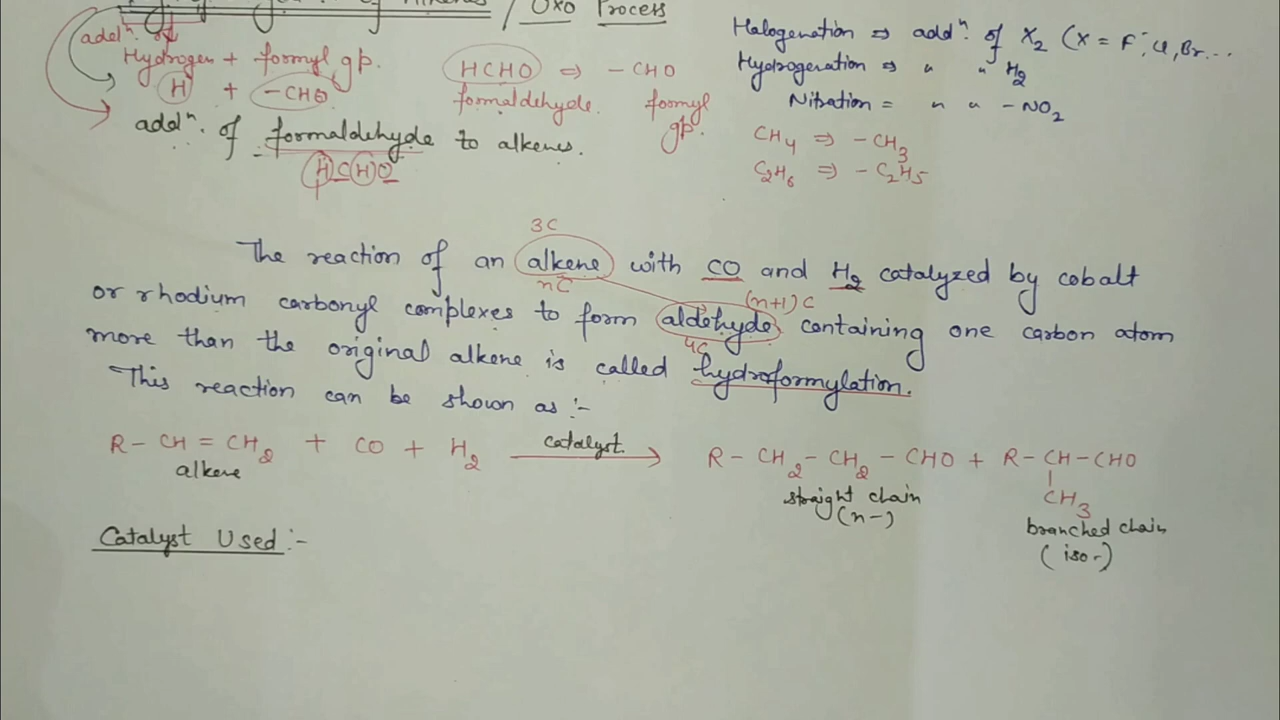 / Oxo Process
addeⁿ. of
Hydrogen + formyl gp.
H + -CHO
addⁿ. of formaldehyde to alkenes.
HCHO
HCHO ⇒ -CHO
formaldehyde. formyl
gp.
Halogenation ⇒ addⁿ. of X₂ (X = F, Cl, Br...
Hydrogenation ⇒ " " H₂
Nitration = " " -NO₂
CH₄ ⇒ -CH₃
C₂H₆ ⇒ -C₂H₅
3C
The reaction of an alkene with CO and H₂ catalyzed by cobalt
nC (n+1)C
or rhodium carbonyl complexes to form aldehyde containing one carbon atom
4C
more than the original alkene is called hydroformylation.
This reaction can be shown as :-
R-CH=CH₂ + CO + H₂ catalyst. R-CH₂-CH₂-CHO + R-CH-CHO
alkene
CH₃
straight chain
(n-)
branched chain
(iso-)
Catalyst Used :-